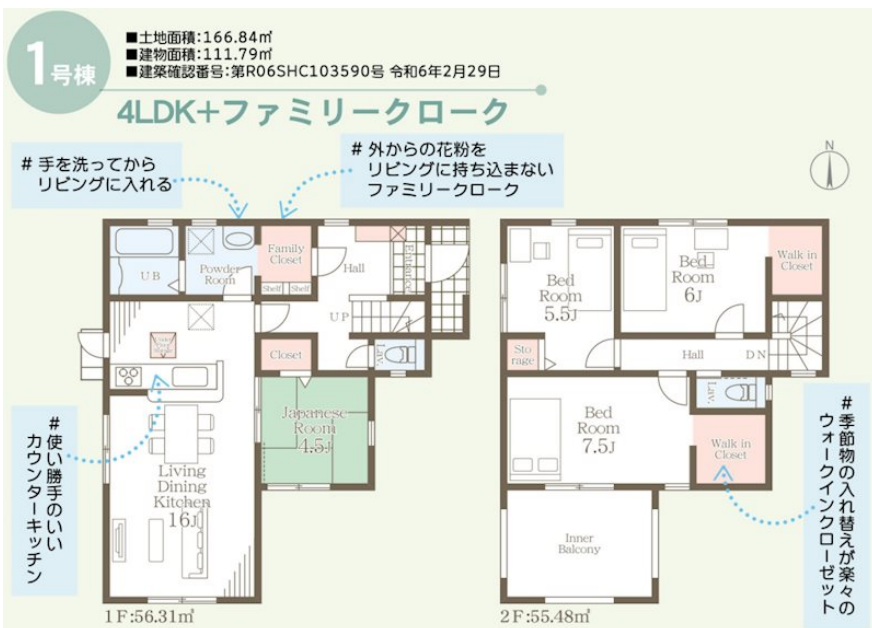 1号棟
■土地面積:166.84㎡
■建物面積:111.79㎡
■建築確認番号:第R06SHC103590号 令和6年2月29日
4LDK+ファミリークローク
# 手を洗ってから
リビングに入れる
# 外からの花粉を
リビングに持ち込まない
ファミリークローク
N
UB
Powder
Room
Family
Closet
Shelf
Shelf
Hall
Entrance
UP
Closet
Lav.
Japanese
Room
4.5J
Living
Dining
Kitchen
16J
1F:56.31㎡
#使い勝手のいい
カウンターキッチン
Bed
Room
5.5J
Bed
Room
6J
Walk in
Closet
Sto
rage
Hall
DN
Lav.
Bed
Room
7.5J
Walk in
Closet
Inner
Balcony
2F:55.48㎡
#季節物の入れ替えが楽々の
ウォークインクローゼット